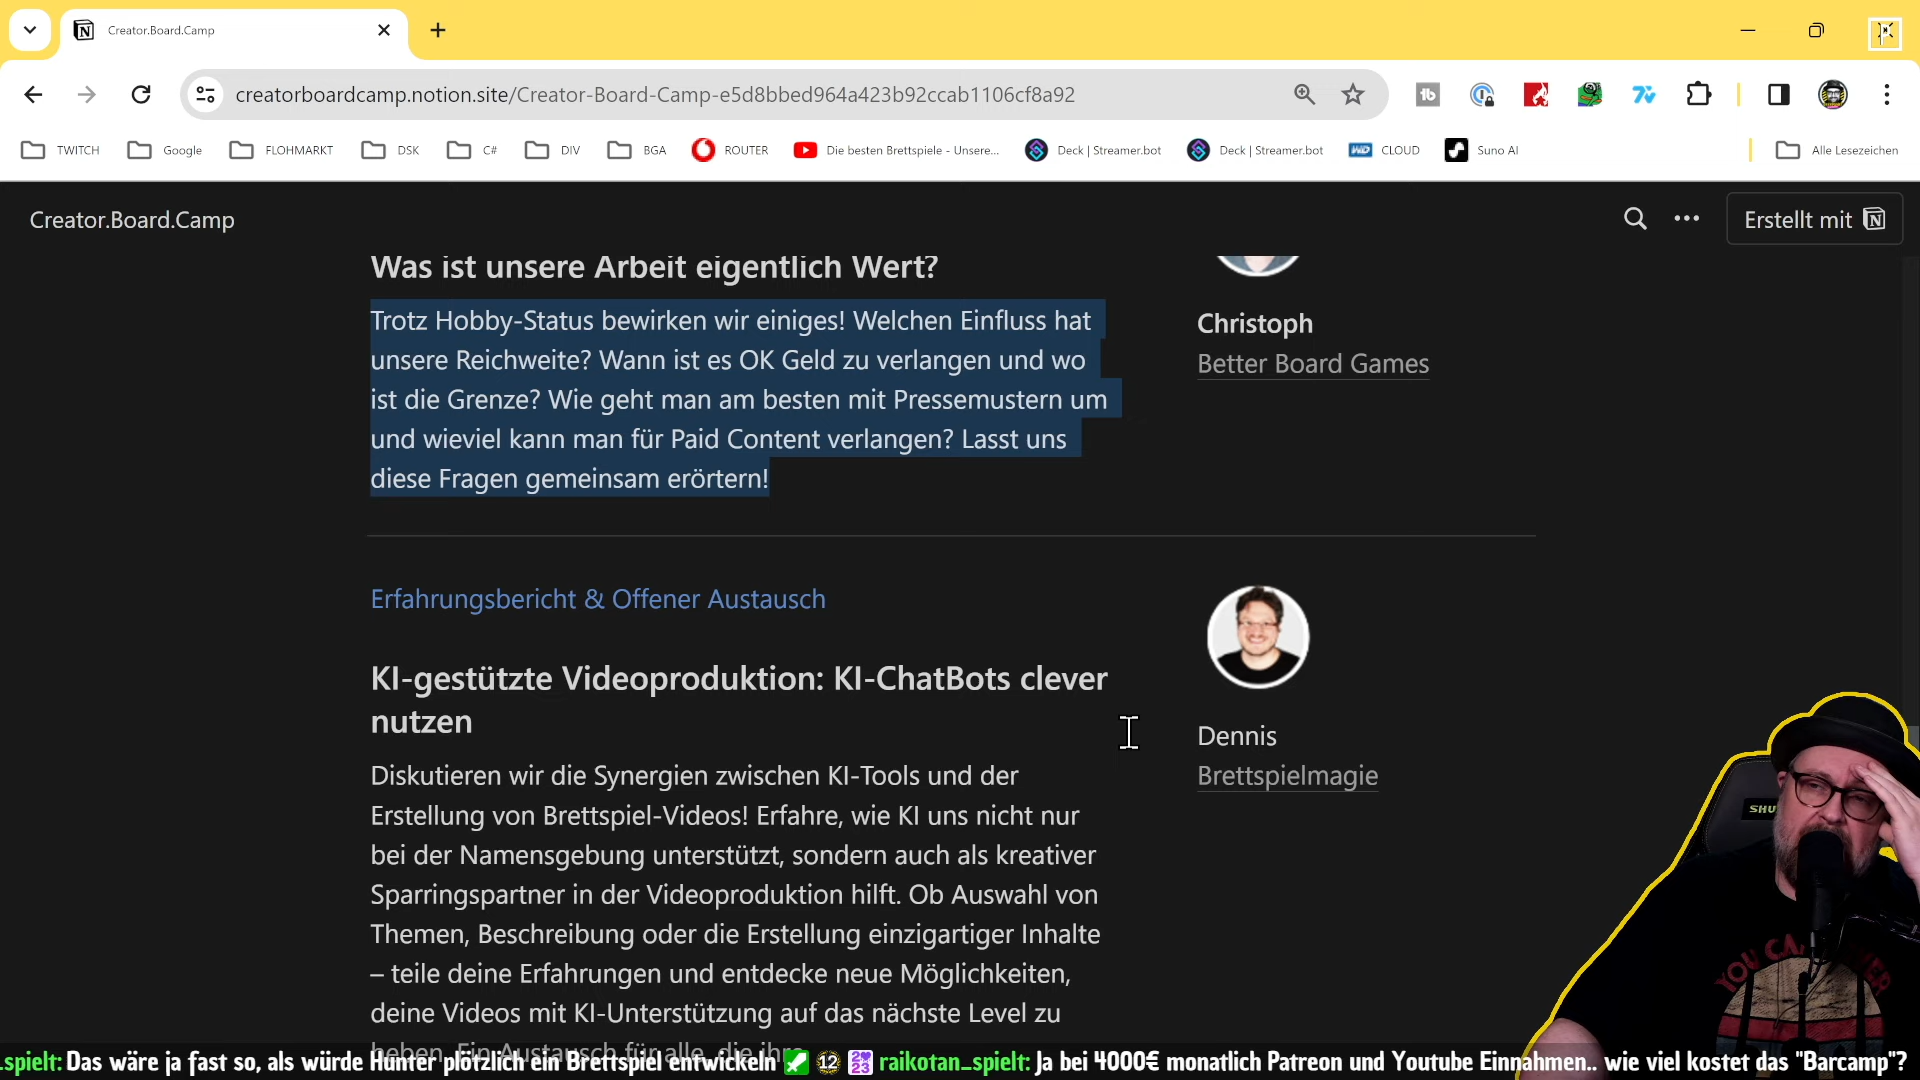 Creator.Board.Camp
creatorboardcamp.notion.site/Creator-Board-Camp-e5d8bbed964a423b92ccab1106cf8a92
TWITCH
Google
FLOHMARKT
DSK
C#
DIV
BGA
ROUTER
Die besten Brettspiele - Unsere...
Deck | Streamer.bot
Deck | Streamer.bot
CLOUD
Suno AI
Alle Lesezeichen
Creator.Board.Camp
Erstellt mit
Was ist unsere Arbeit eigentlich Wert?
Trotz Hobby-Status bewirken wir einiges! Welchen Einfluss hat
unsere Reichweite? Wann ist es OK Geld zu verlangen und wo
ist die Grenze? Wie geht man am besten mit Pressemustern um
und wieviel kann man für Paid Content verlangen? Lasst uns
diese Fragen gemeinsam erörtern!
Christoph
Better Board Games
Erfahrungsbericht & Offener Austausch
KI-gestützte Videoproduktion: KI-ChatBots clever
nutzen
Dennis
Brettspielmagie
Diskutieren wir die Synergien zwischen KI-Tools und der
Erstellung von Brettspiel-Videos! Erfahre, wie KI uns nicht nur
bei der Namensgebung unterstützt, sondern auch als kreativer
Sparringspartner in der Videoproduktion hilft. Ob Auswahl von
Themen, Beschreibung oder die Erstellung einzigartiger Inhalte
– teile deine Erfahrungen und entdecke neue Möglichkeiten,
deine Videos mit KI-Unterstützung auf das nächste Level zu
heben. Ein Austausch für alle, die ihre
SHU
.spielt: Das wäre ja fast so, als würde Hunter plötzlich ein Brettspiel entwickeln 12 2023 raikotan_spielt: Ja bei 4000€ monatlich Patreon und Youtube Einnahmen.. wie viel kostet das "Barcamp"?